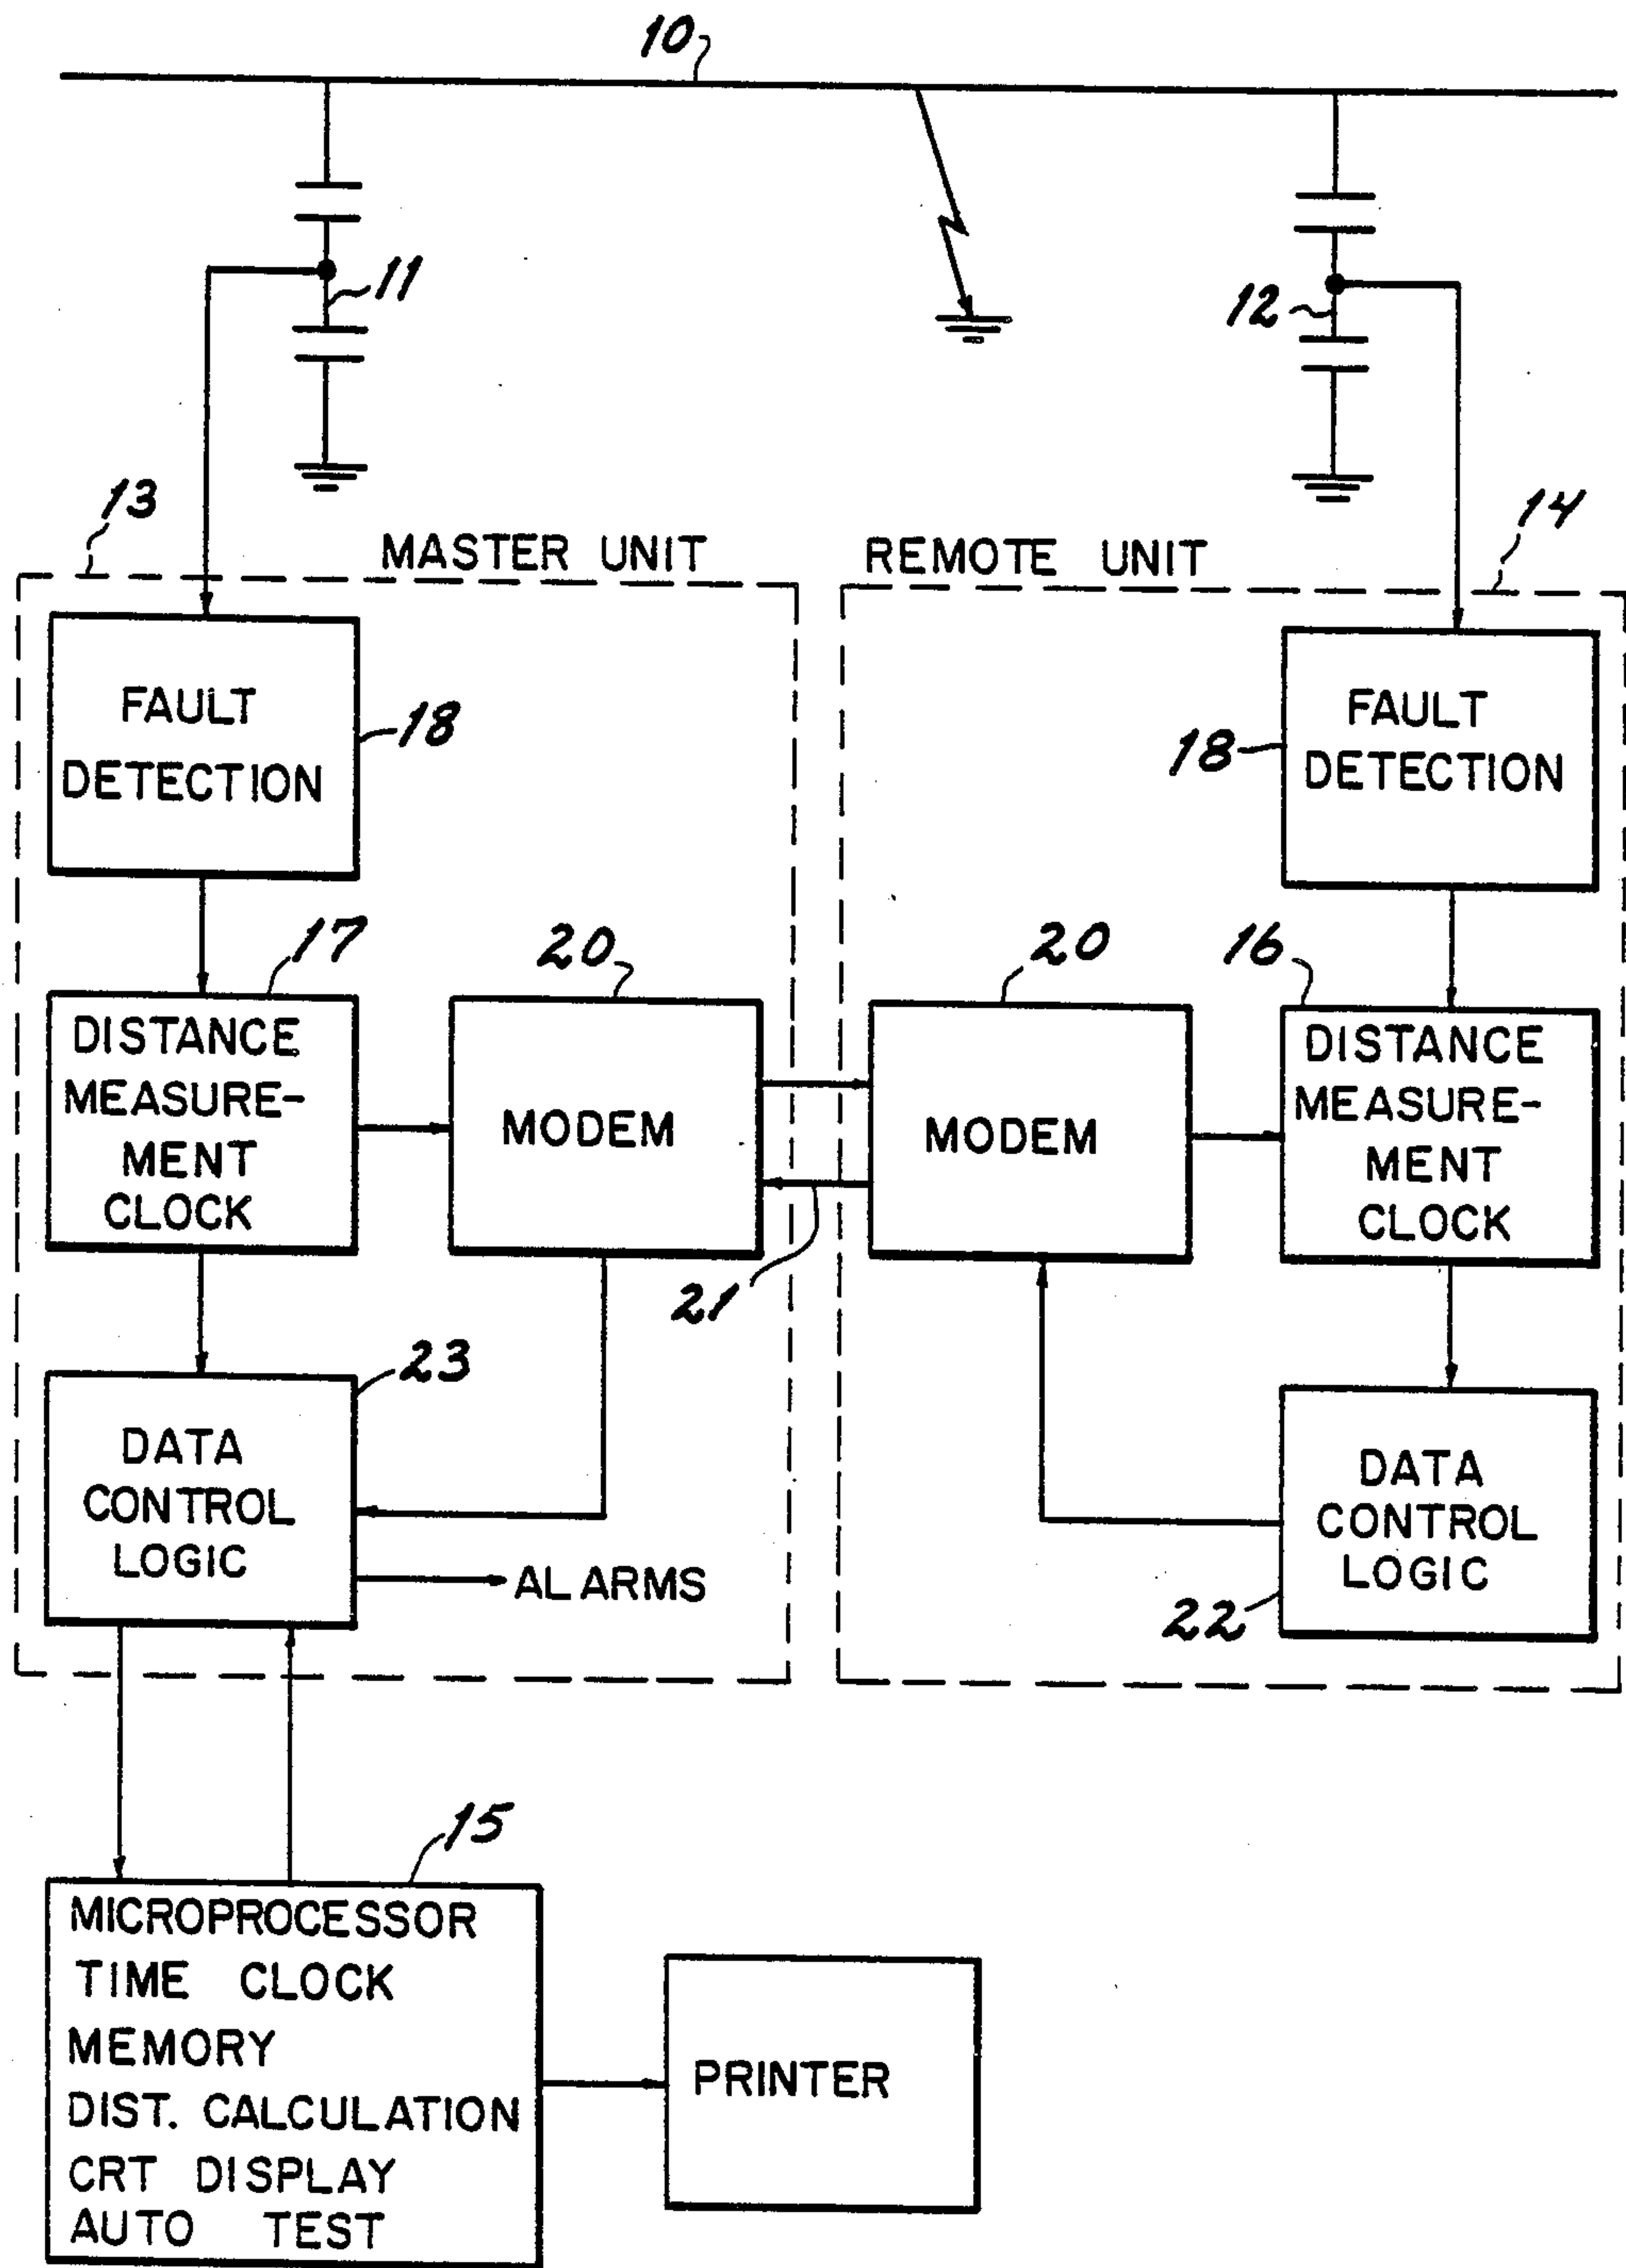 10
11
12
13
MASTER UNIT
REMOTE UNIT
14
FAULT
DETECTION
18
18
FAULT
DETECTION
17
20
20
16
DISTANCE
MEASURE-
MENT
CLOCK
MODEM
MODEM
DISTANCE
MEASURE-
MENT
CLOCK
21
23
DATA
CONTROL
LOGIC
ALARMS
DATA
CONTROL
LOGIC
22
15
MICROPROCESSOR
TIME CLOCK
MEMORY
DIST. CALCULATION
CRT DISPLAY
AUTO TEST
PRINTER